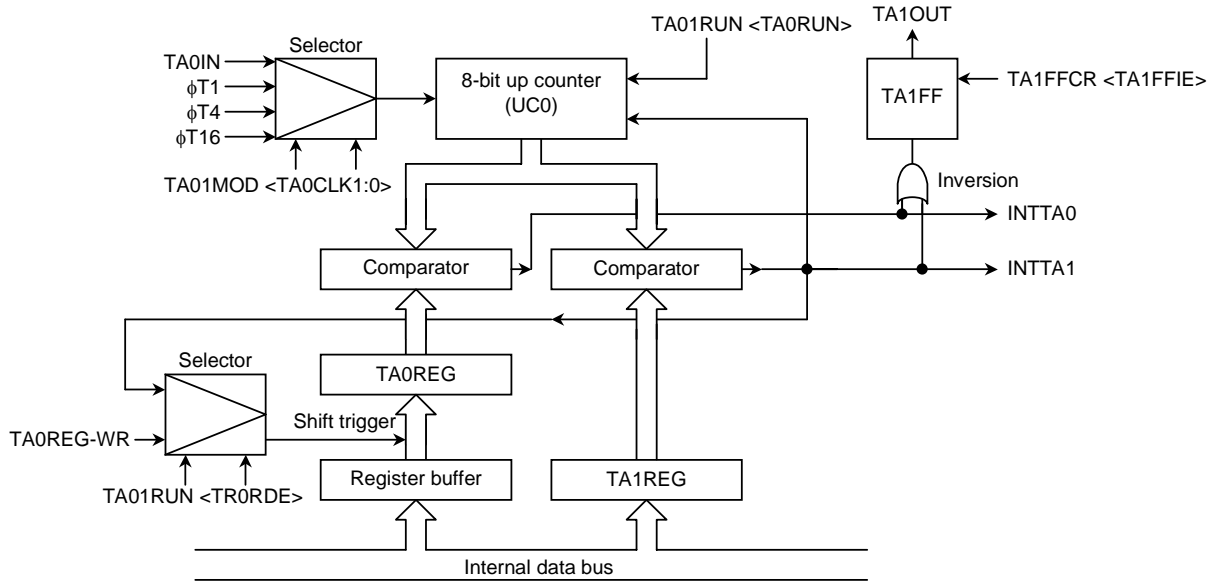 TA1OUT
TA01RUN <TA0RUN>
Selector
TA0IN
ϕT1
ϕT4
ϕT16
8-bit up counter
(UC0)
TA1FF
TA1FFCR <TA1FFIE>
TA01MOD <TA0CLK1:0>
Inversion
INTTA0
Comparator
Comparator
INTTA1
Selector
TA0REG
Shift trigger
TA0REG-WR
Register buffer
TA1REG
TA01RUN <TR0RDE>
Internal data bus